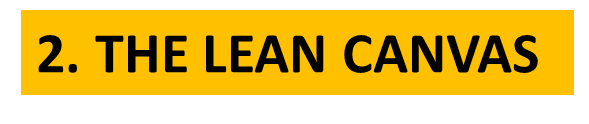 2. THE LEAN CANVAS